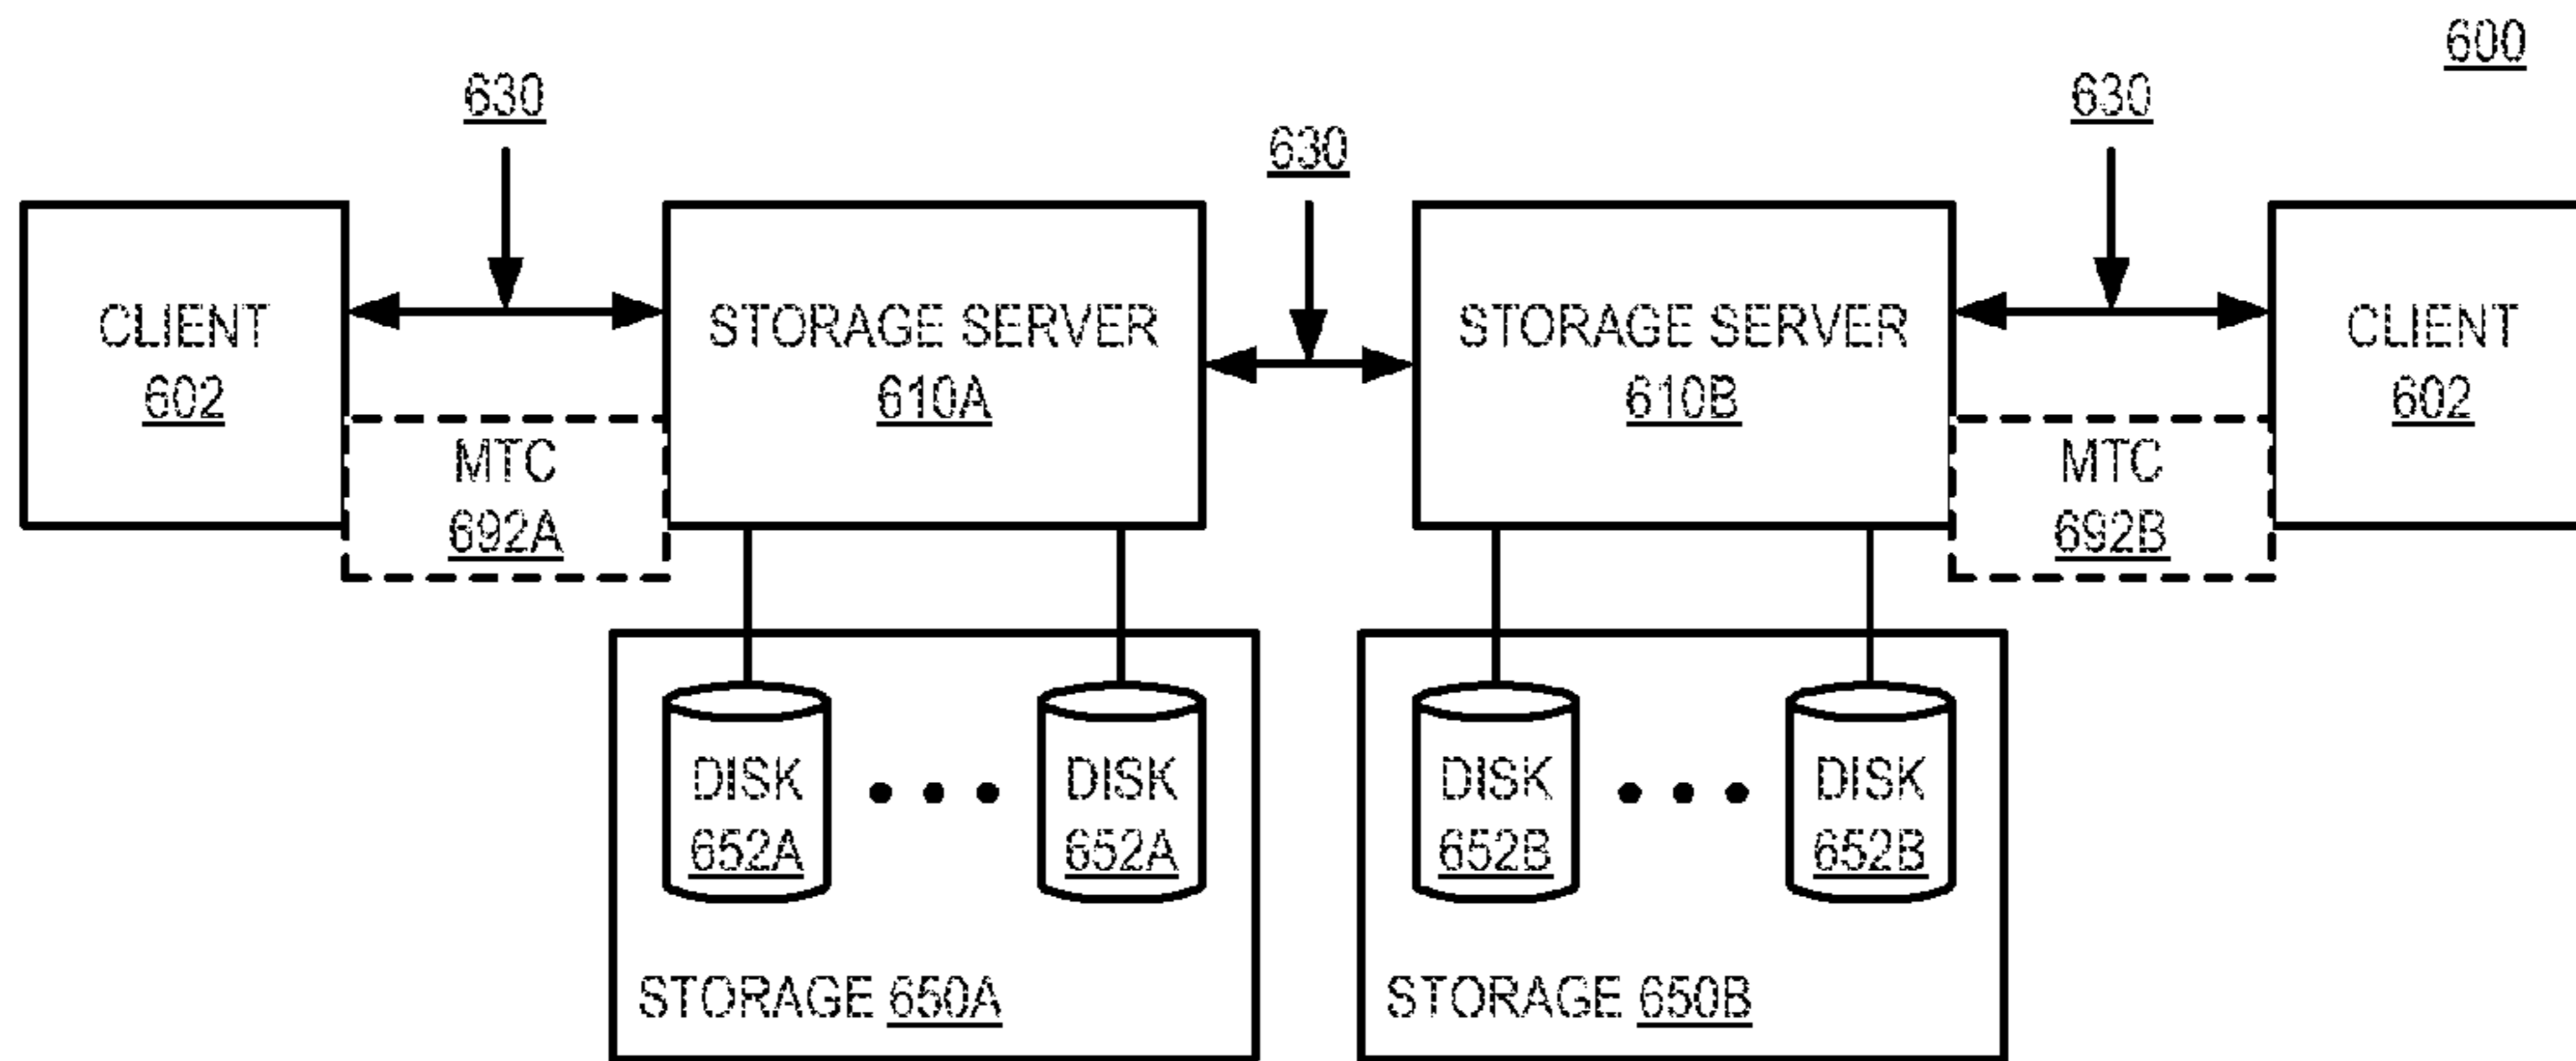 600
630
630
630
CLIENT
602
STORAGE SERVER
610A
STORAGE SERVER
610B
CLIENT
602
MTC
692A
MTC
692B
DISK
652A
DISK
652A
DISK
652B
DISK
652B
STORAGE 650A
STORAGE 650B